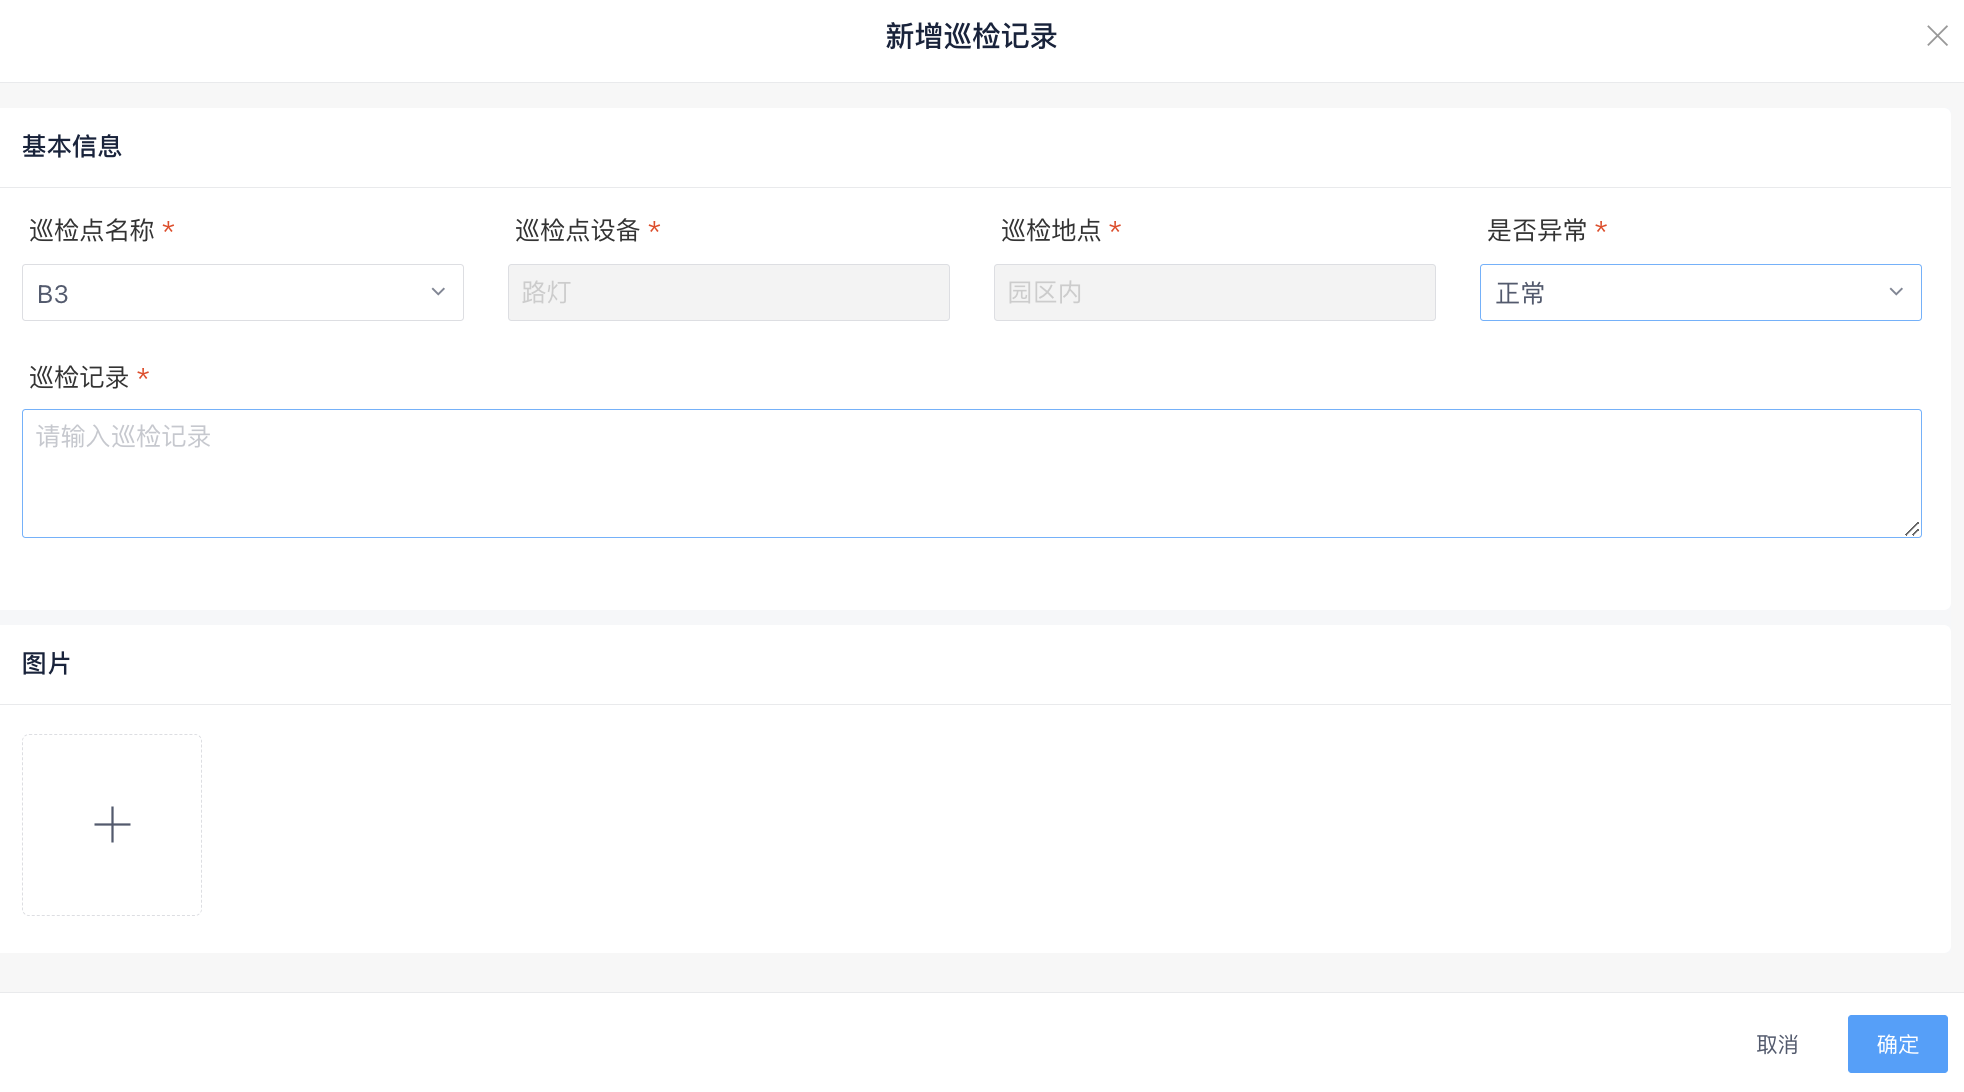 新增巡检记录
基本信息
巡检点名称 * 巡检点设备 * 巡检地点 * 是否异常 *
B3 路灯 园区内 正常
巡检记录 *
请输入巡检记录
图片
取消 确定